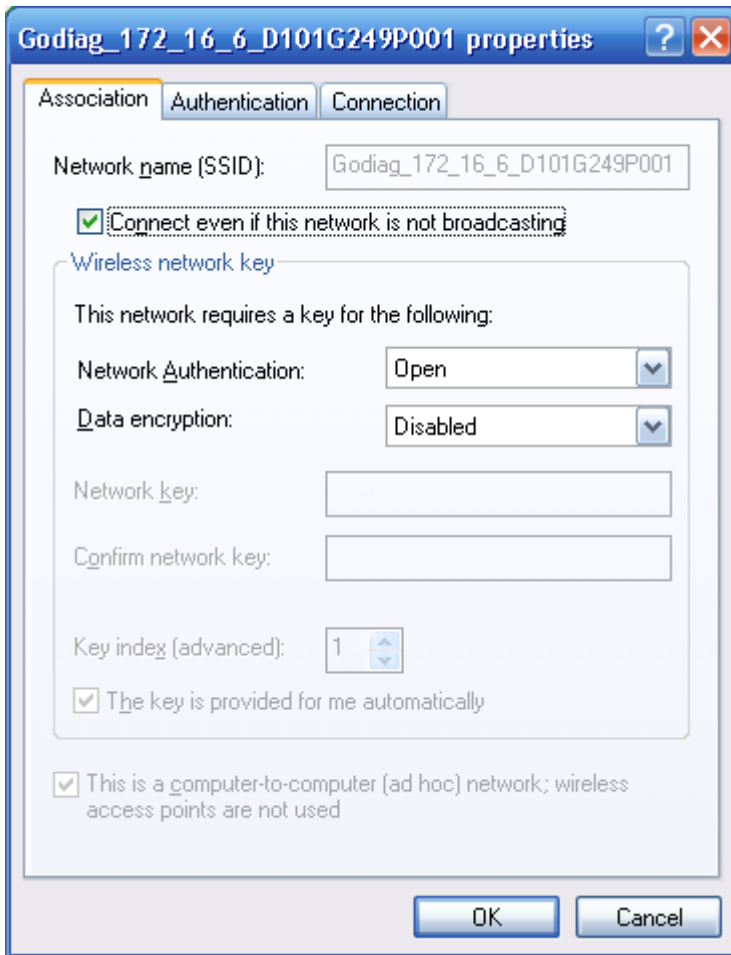 Godiag_172_16_6_D101G249P001 properties
Association Authentication Connection
Network name (SSID): Godiag_172_16_6_D101G249P001
Connect even if this network is not broadcasting
Wireless network key
This network requires a key for the following:
Network Authentication: Open
Data encryption: Disabled
Network key:
Confirm network key:
Key index (advanced): 1
The key is provided for me automatically
This is a computer-to-computer (ad hoc) network; wireless
access points are not used
OK Cancel